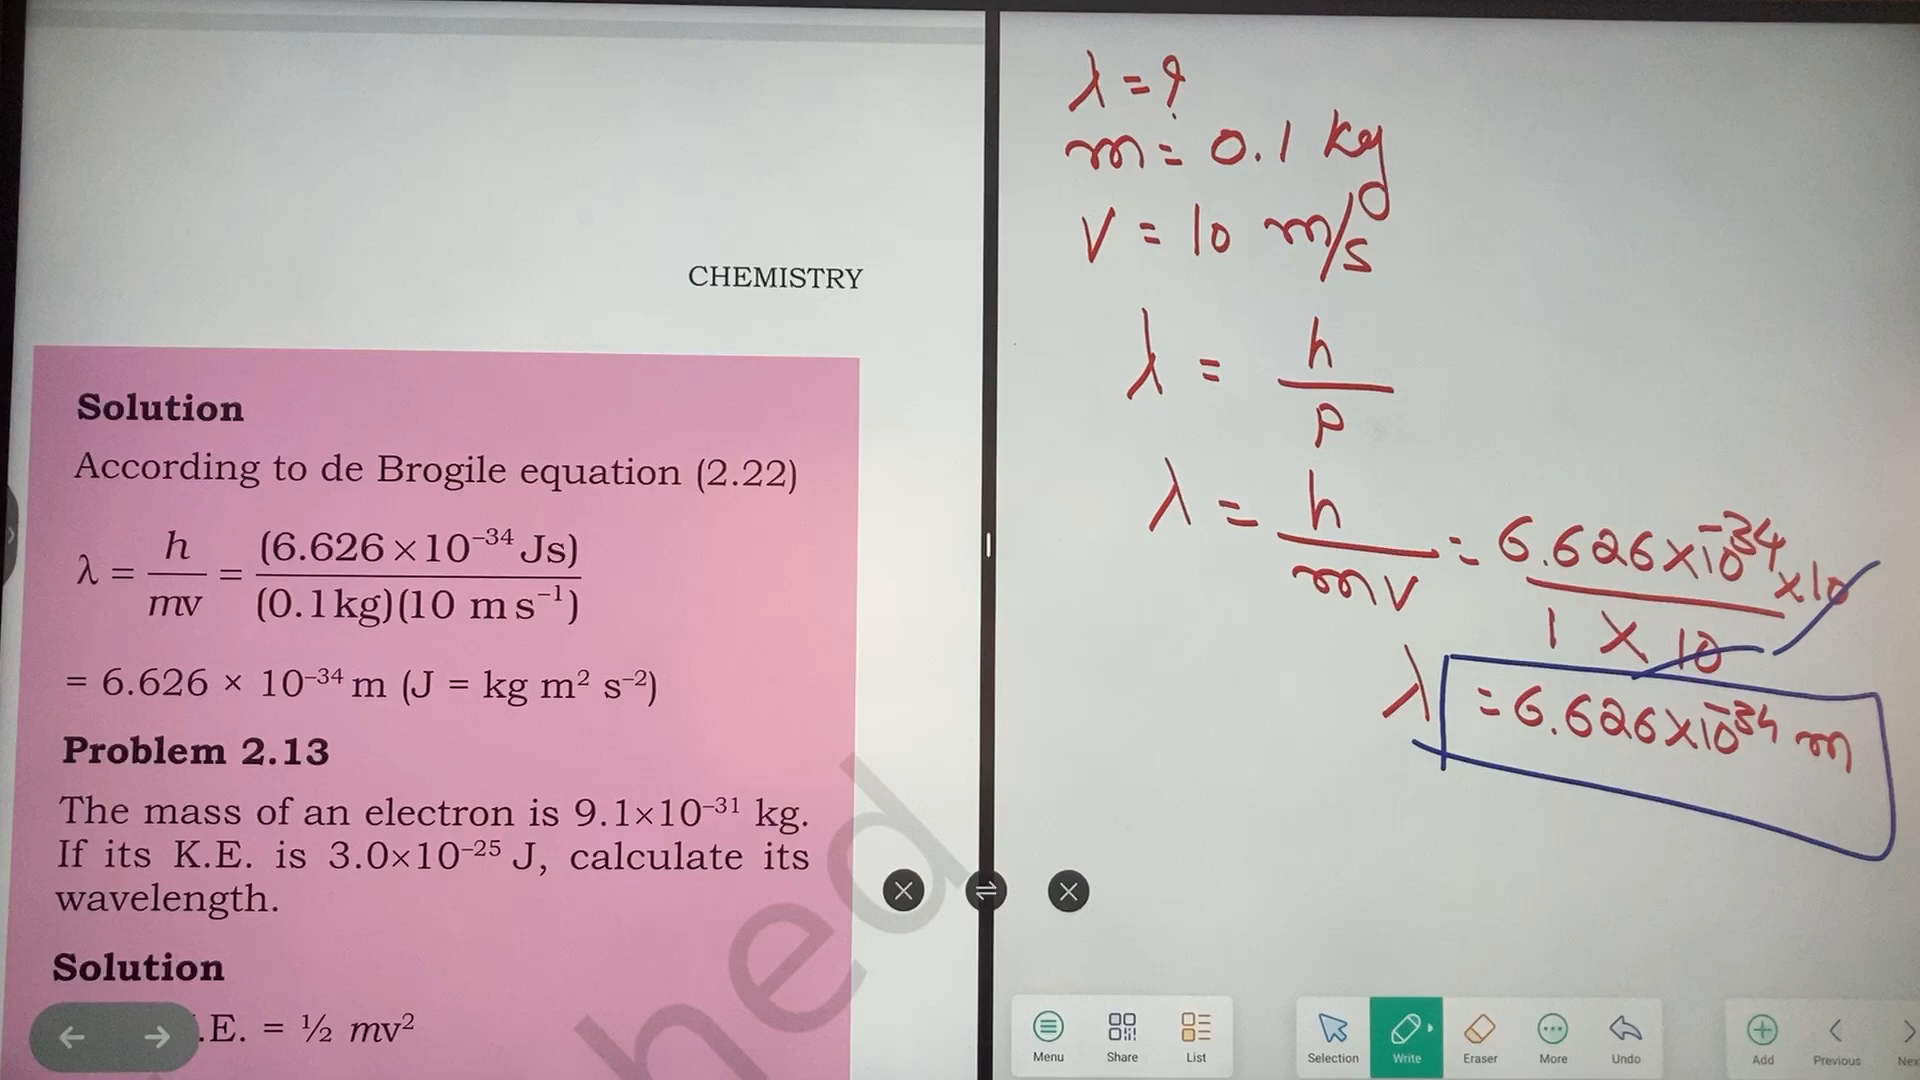 CHEMISTRY
Solution
According to de Brogile equation (2.22)
λ = h/mv = (6.626×10⁻³⁴ Js)/(0.1kg)(10 m s⁻¹)
= 6.626 × 10⁻³⁴ m (J = kg m² s⁻²)
Problem 2.13
The mass of an electron is 9.1×10⁻³¹ kg.
If its K.E. is 3.0×10⁻²⁵ J, calculate its
wavelength.
Solution
.E. = ½ mv²
hed
λ = ?
m = 0.1 kg
v = 10 m/s
λ = h/p
λ = h/mv = 6.626×10⁻³⁴ ×10/1 × 10
λ = 6.626×10⁻³⁴ m
Menu Share List Selection Write Eraser More Undo Add Previous Nex